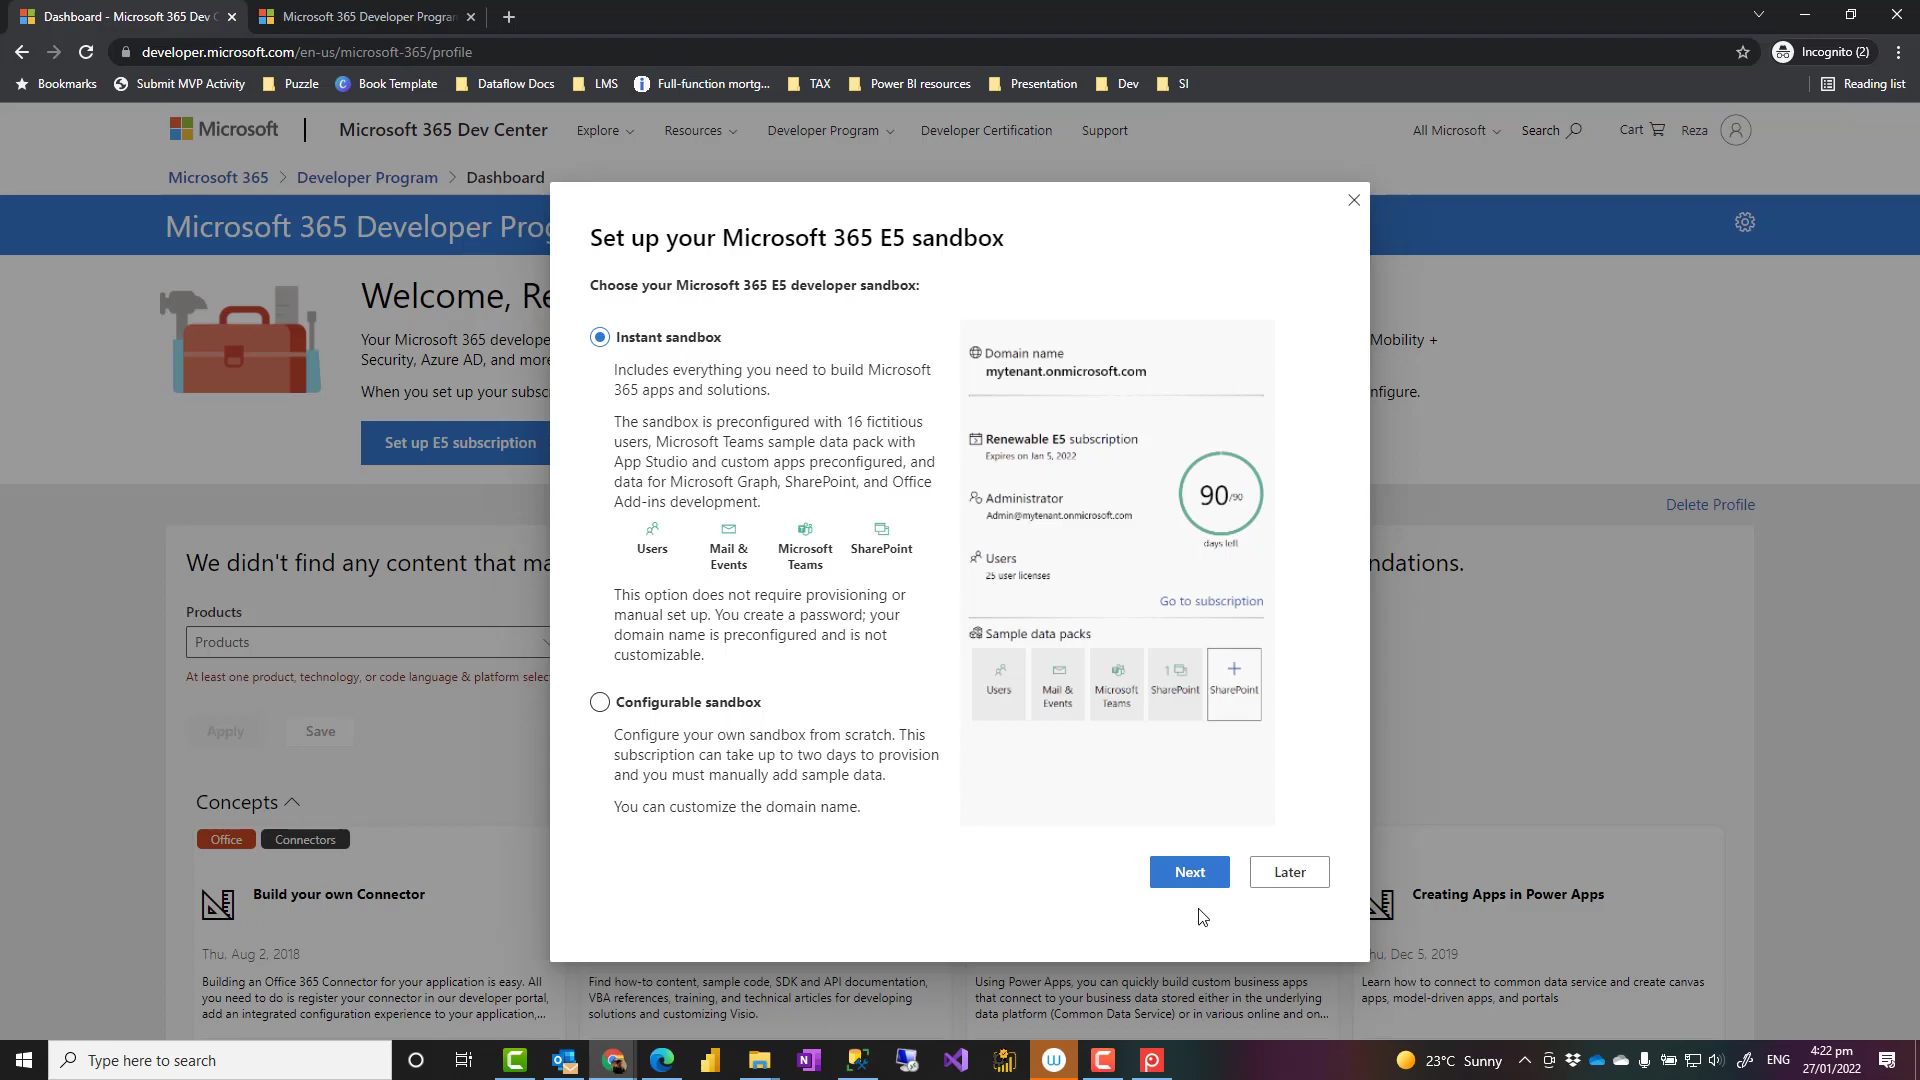 Dashboard - Microsoft 365 Dev C
Microsoft 365 Developer Program
developer.microsoft.com/en-us/microsoft-365/profile
Incognito (2)
Bookmarks
Submit MVP Activity
Puzzle
Book Template
Dataflow Docs
LMS
Full-function mortg...
TAX
Power BI resources
Presentation
Dev
SI
Reading list
Microsoft
Microsoft 365 Dev Center
Explore
Resources
Developer Program
Developer Certification
Support
All Microsoft
Search
Cart
Reza
Microsoft 365 > Developer Program > Dashboard
Microsoft 365 Developer Prog
Welcome, Re
Your Microsoft 365 develope
Mobility +
Security, Azure AD, and more
When you set up your subsc
nfigure.
Set up E5 subscription
Delete Profile
We didn't find any content that ma
ndations.
Products
Products
At least one product, technology, or code language & platform selec
Apply
Save
Concepts
Office
Connectors
Build your own Connector
Thu, Aug 2, 2018
Building an Office 365 Connector for your application is easy. All
you need to do is register your connector in our developer portal,
add an integrated configuration experience to your application,...
Find how-to content, sample code, SDK and API documentation,
VBA references, training, and technical articles for developing
solutions and customizing Visio.
Using Power Apps, you can quickly build custom business apps
that connect to your business data stored either in the underlying
data platform (Common Data Service) or in various online and on...
Creating Apps in Power Apps
hu, Dec 5, 2019
Learn how to connect to common data service and create canvas
apps, model-driven apps, and portals
Set up your Microsoft 365 E5 sandbox
Choose your Microsoft 365 E5 developer sandbox:
Instant sandbox
Includes everything you need to build Microsoft
365 apps and solutions.
The sandbox is preconfigured with 16 fictitious
users, Microsoft Teams sample data pack with
App Studio and custom apps preconfigured, and
data for Microsoft Graph, SharePoint, and Office
Add-ins development.
Users
Mail &
Events
Microsoft
Teams
SharePoint
This option does not require provisioning or
manual set up. You create a password; your
domain name is preconfigured and is not
customizable.
Configurable sandbox
Configure your own sandbox from scratch. This
subscription can take up to two days to provision
and you must manually add sample data.
You can customize the domain name.
Domain name
mytenant.onmicrosoft.com
Renewable E5 subscription
Expires on Jan 5, 2022
90/90
days left
Administrator
Admin@mytenant.onmicrosoft.com
Users
25 user licenses
Go to subscription
Sample data packs
Users
Mail &
Events
Microsoft
Teams
1
SharePoint
SharePoint
Next
Later
Type here to search
23°C Sunny
ENG
4:22 pm
27/01/2022